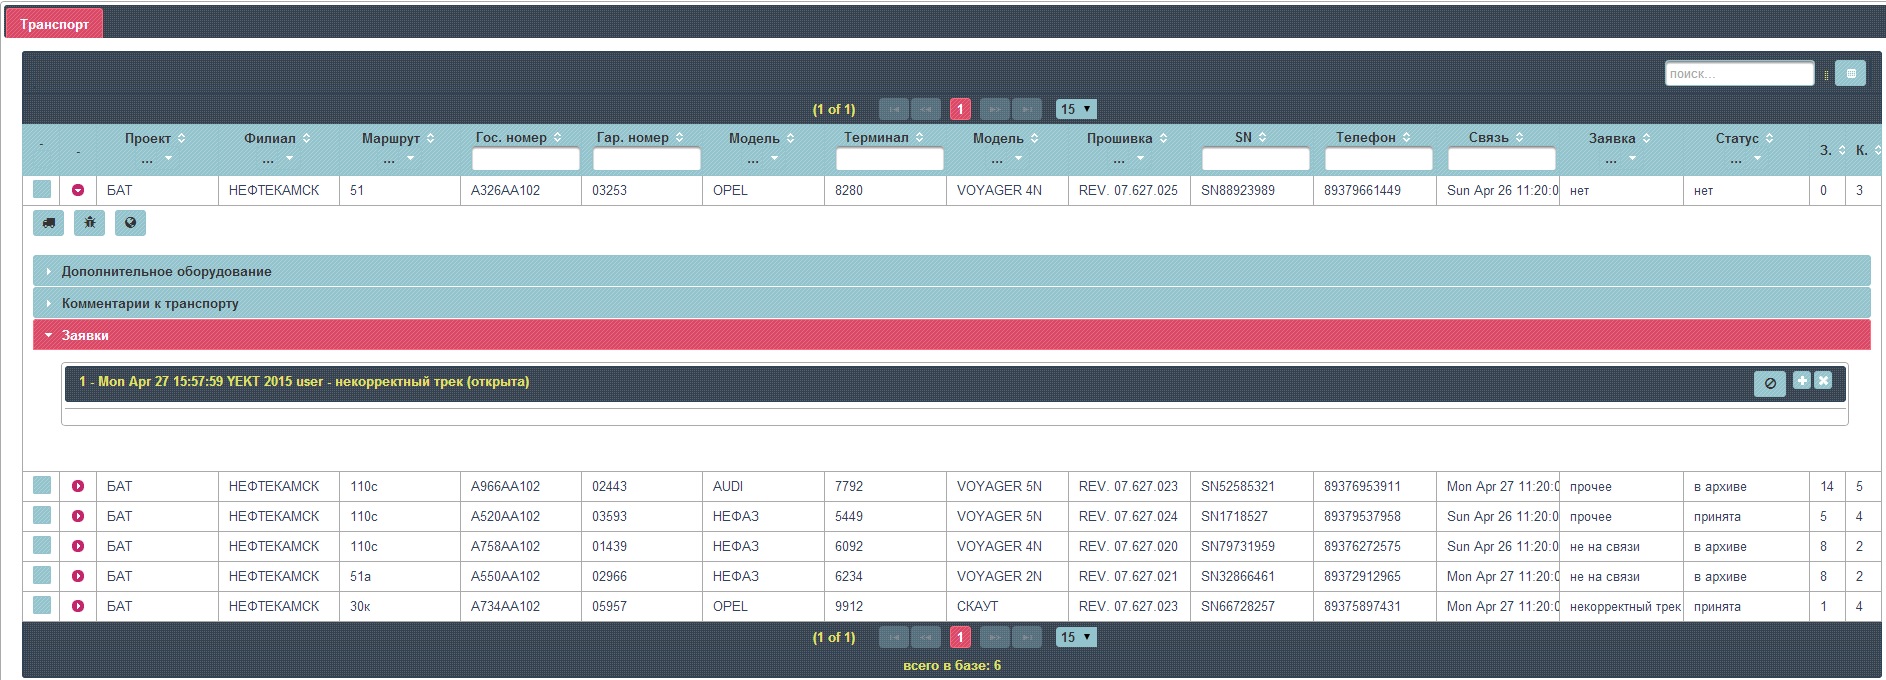 Транспорт
поиск...
(1 of 1) 1 15
- - Проект Филиал Маршрут Гос. номер Гар. номер Модель Терминал Модель Прошивка SN Телефон Связь Заявка Статус З. К.
... ... ... ... ... ... ... ...
БАТ НЕФТЕКАМСК 51 A326AA102 03253 OPEL 8280 VOYAGER 4N REV. 07.627.025 SN88923989 89379661449 Sun Apr 26 11:20:0 нет нет 0 3
Дополнительное оборудование
Комментарии к транспорту
Заявки
1 - Mon Apr 27 15:57:59 YEKT 2015 user - некорректный трек (открыта)
БАТ НЕФТЕКАМСК 110с A966AA102 02443 AUDI 7792 VOYAGER 5N REV. 07.627.023 SN52585321 89376953911 Mon Apr 27 11:20:0 прочее в архиве 14 5
БАТ НЕФТЕКАМСК 110с A520AA102 03593 НЕФАЗ 5449 VOYAGER 5N REV. 07.627.024 SN1718527 89379537958 Sun Apr 26 11:20:0 прочее принята 5 4
БАТ НЕФТЕКАМСК 110с A758AA102 01439 НЕФАЗ 6092 VOYAGER 4N REV. 07.627.020 SN79731959 89376272575 Sun Apr 26 11:20:0 не на связи в архиве 8 2
БАТ НЕФТЕКАМСК 51а A550AA102 02966 НЕФАЗ 6234 VOYAGER 2N REV. 07.627.021 SN32866461 89372912965 Mon Apr 27 11:20:0 не на связи в архиве 8 2
БАТ НЕФТЕКАМСК 30к A734AA102 05957 OPEL 9912 СКАУТ REV. 07.627.023 SN66728257 89375897431 Mon Apr 27 11:20:0 некорректный трек принята 1 4
(1 of 1) 1 15
всего в базе: 6